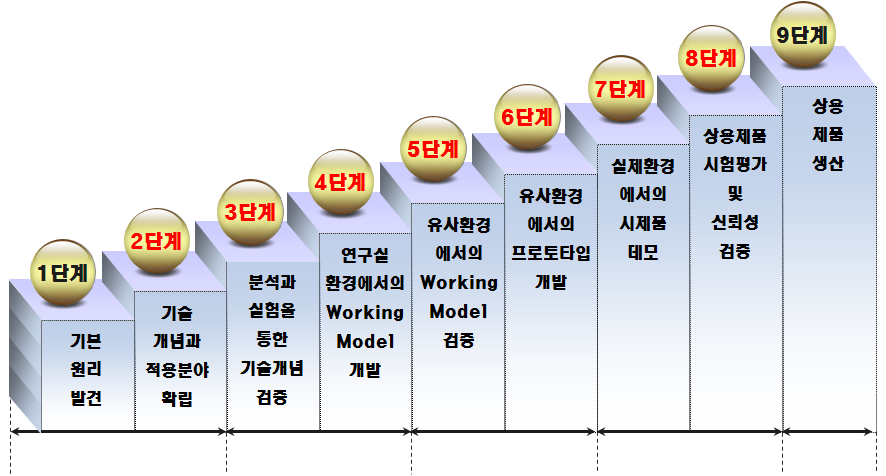 1단계
기본
원리
발견
2단계
기술
개념과
적용분야
확립
3단계
분석과
실험을
통한
기술개념
검증
4단계
연구실
환경에서의
Working
Model
개발
5단계
유사환경
에서의
Working
Model
검증
6단계
유사환경
에서의
프로토타입
개발
7단계
실제환경
에서의
시제품
데모
8단계
상용제품
시험평가
및
신뢰성
검증
9단계
상용
제품
생산